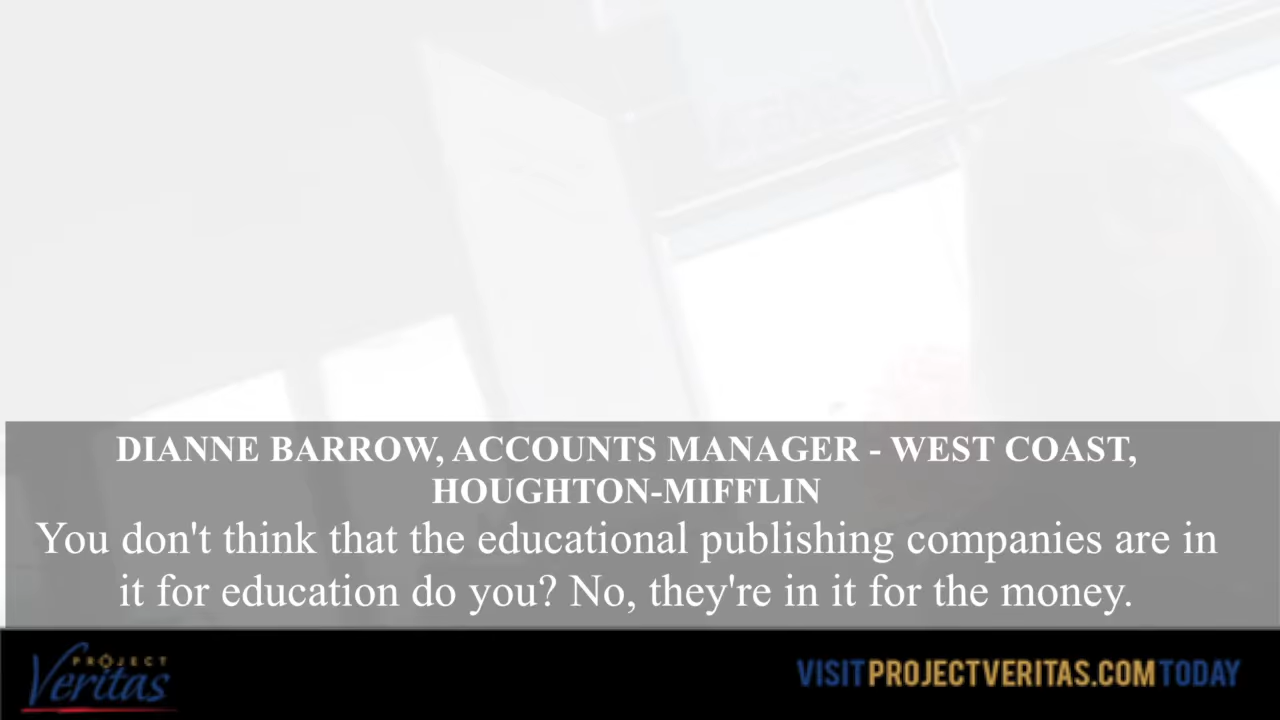 DIANNE BARROW, ACCOUNTS MANAGER - WEST COAST,
HOUGHTON-MIFFLIN
You don't think that the educational publishing companies are in
it for education do you? No, they're in it for the money.
PROJECT
Veritas
VISITPROJECTVERITAS.COMTODAY